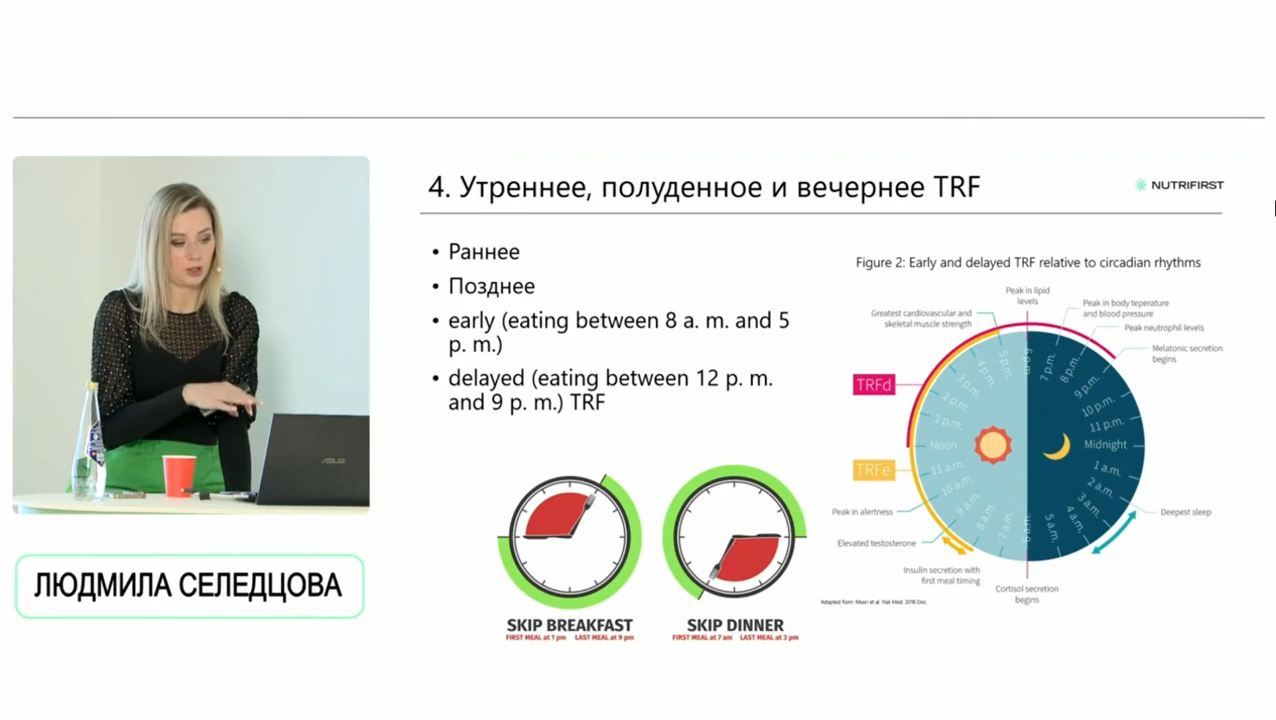 4. Утреннее, полуденное и вечернее TRF
NUTRIFIRST
• Раннее
• Позднее
• early (eating between 8 a. m. and 5
p. m.)
• delayed (eating between 12 p. m.
and 9 p. m.) TRF
SKIP BREAKFAST
FIRST MEAL at 1 pm LAST MEAL at 9 pm
SKIP DINNER
FIRST MEAL at 7 am LAST MEAL at 3 pm
Figure 2: Early and delayed TRF relative to circadian rhythms
Peak in lipid
levels
Greatest cardiovascular and
skeletal muscle strength
Peak in body teperature
and blood pressure
Peak neutrophil levels
Melatonic secretion
begins
TRFd
TRFe
Peak in alertness
Elevated testosterone
Insulin secretion with
first meal timing
Cortisol secretion
begins
Deepest sleep
6 p.m.
7 p.m.
8 p.m.
9 p.m.
10 p.m.
11 p.m.
Midnight
1 a.m.
2 a.m.
3 a.m.
4 a.m.
5 a.m.
6 a.m.
7 a.m.
8 a.m.
9 a.m.
10 a.m.
11 a.m.
Noon
1 p.m.
2 p.m.
3 p.m.
4 p.m.
5 p.m.
Adapted from: Med. 2018 Dec.
ASUS
ЛЮДМИЛА СЕЛЕДЦОВА